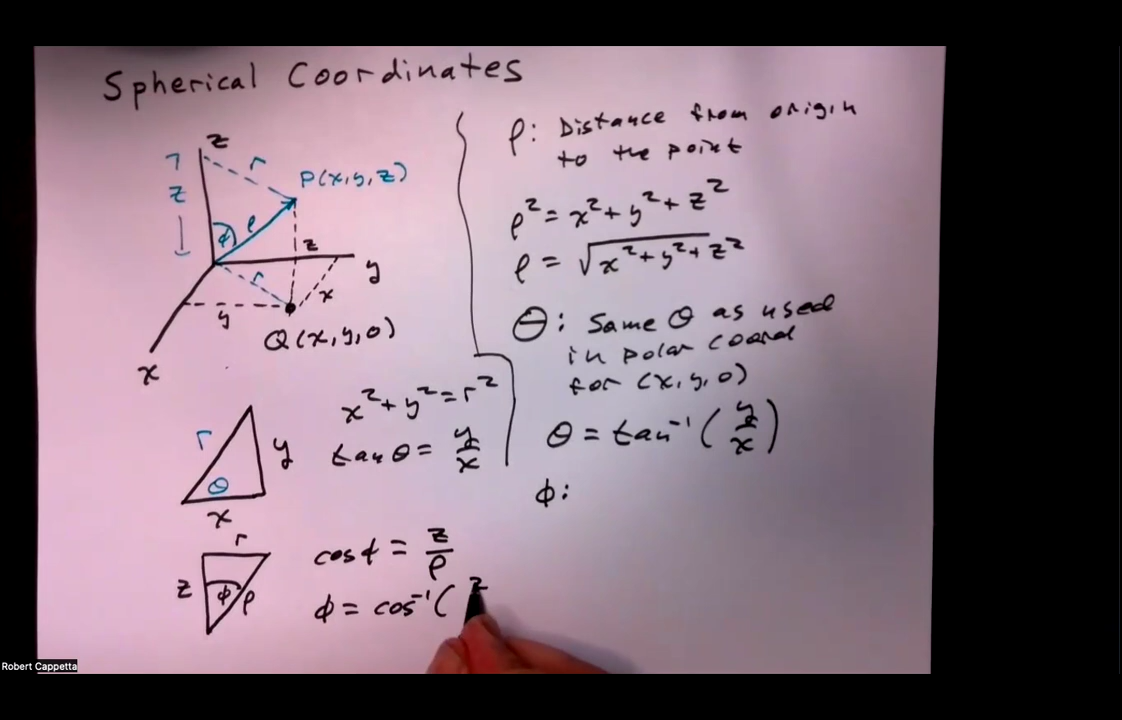 Spherical Coordinates
z
r
z
P(x,y,z)
ϕ
ρ
z
y
r
x
y
Q(x,y,0)
x
x²+y²=r²
r
y
θ
x
tan θ = y/x
r
z
ϕ
ρ
cos ϕ = z/ρ
ϕ = cos⁻¹( z
ρ: Distance from origin
to the point
ρ² = x²+y²+z²
ρ = √x²+y²+z²
θ: Same θ as used
in polar coord
for (x,y,0)
θ = tan⁻¹(y/x)
ϕ:
Robert Cappetta